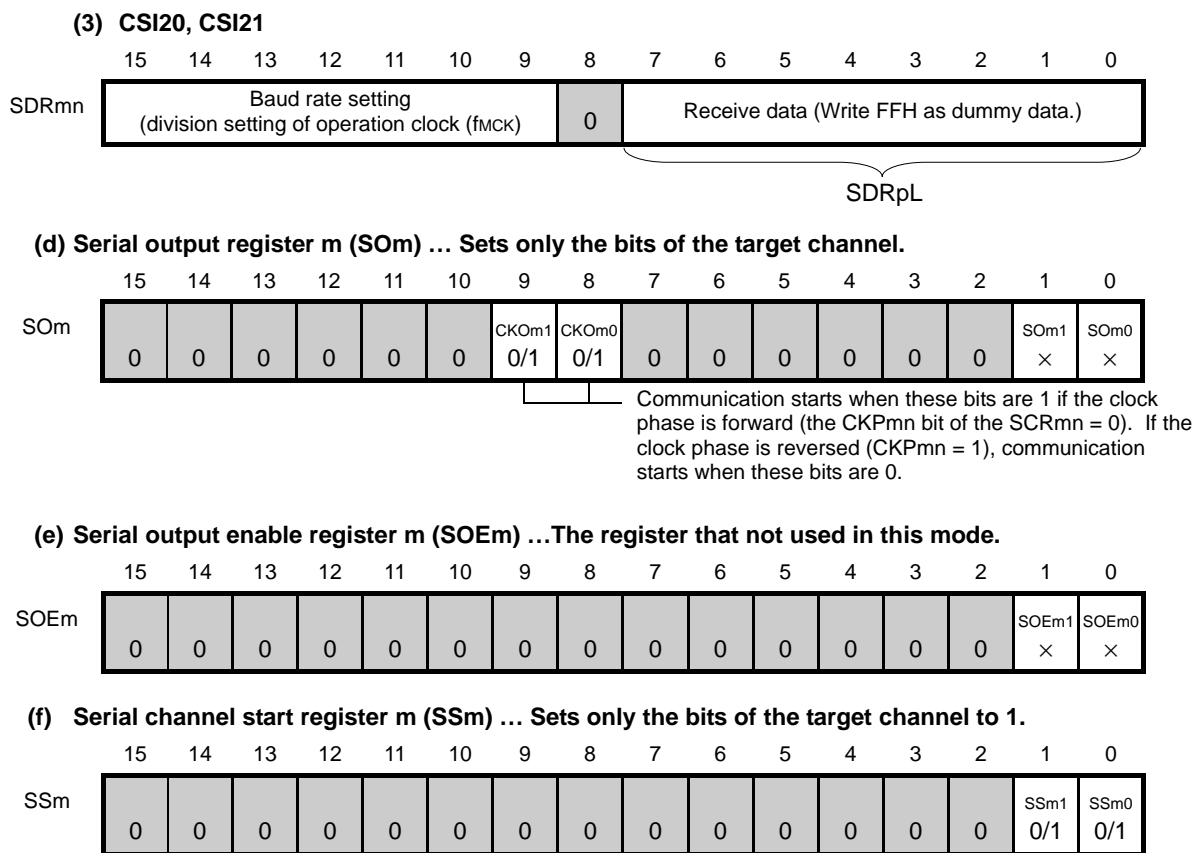 (3) CSI20, CSI21
15 14 13 12 11 10 9 8 7 6 5 4 3 2 1 0
SDRmn
Baud rate setting
(division setting of operation clock (fMCK)
0
Receive data (Write FFH as dummy data.)
SDRpL
(d) Serial output register m (SOm) … Sets only the bits of the target channel.
15 14 13 12 11 10 9 8 7 6 5 4 3 2 1 0
SOm
CKOm1 CKOm0 SOm1 SOm0
0 0 0 0 0 0 0/1 0/1 0 0 0 0 0 0 × ×
Communication starts when these bits are 1 if the clock
phase is forward (the CKPmn bit of the SCRmn = 0). If the
clock phase is reversed (CKPmn = 1), communication
starts when these bits are 0.
(e) Serial output enable register m (SOEm) …The register that not used in this mode.
15 14 13 12 11 10 9 8 7 6 5 4 3 2 1 0
SOEm
SOEm1 SOEm0
0 0 0 0 0 0 0 0 0 0 0 0 0 0 × ×
(f) Serial channel start register m (SSm) … Sets only the bits of the target channel to 1.
15 14 13 12 11 10 9 8 7 6 5 4 3 2 1 0
SSm
SSm1 SSm0
0 0 0 0 0 0 0 0 0 0 0 0 0 0 0/1 0/1